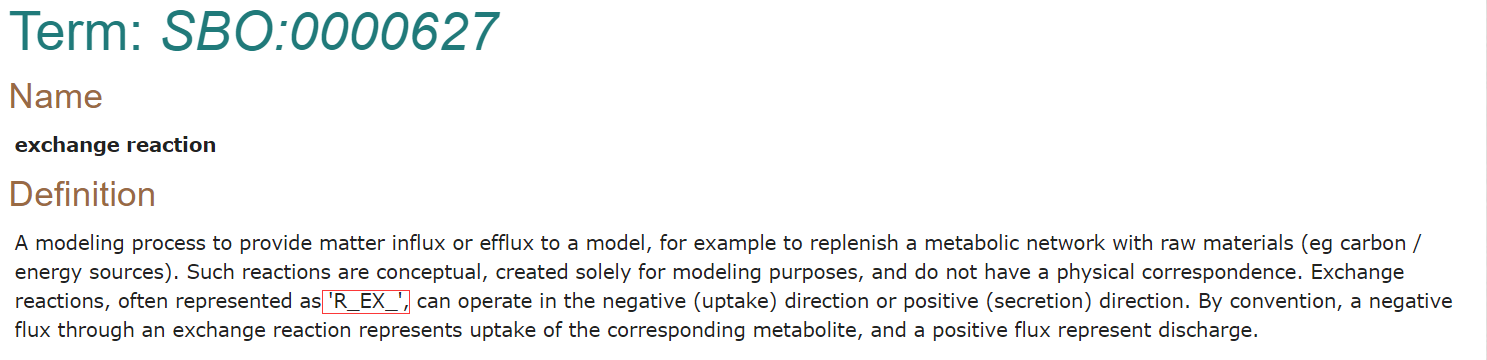 Term: SBO:0000627
Name
exchange reaction
Definition
A modeling process to provide matter influx or efflux to a model, for example to replenish a metabolic network with raw materials (eg carbon /
energy sources). Such reactions are conceptual, created solely for modeling purposes, and do not have a physical correspondence. Exchange
reactions, often represented as 'R_EX_', can operate in the negative (uptake) direction or positive (secretion) direction. By convention, a negative
flux through an exchange reaction represents uptake of the corresponding metabolite, and a positive flux represent discharge.